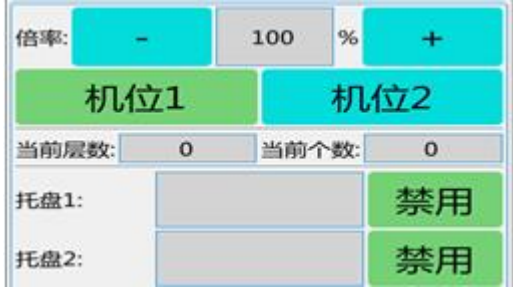 倍率: - 100 % +
机位1 机位2
当前层数: 0 当前个数: 0
托盘1: 禁用
托盘2: 禁用